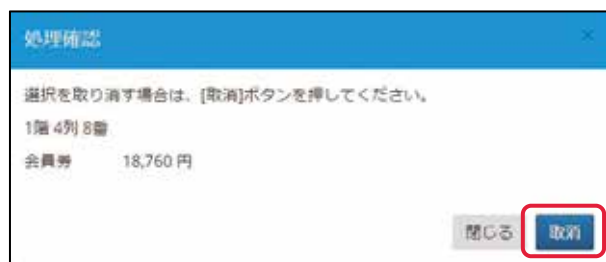 処理確認
×
選択を取り消す場合は、[取消]ボタンを押してください。
1階 4列 8番
会員券 18,760 円
閉じる 取消